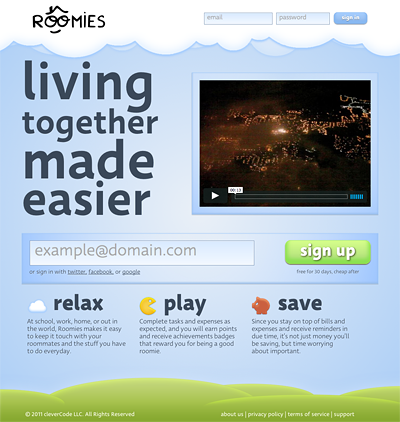 ROOMiES
email
password
sign in
living
together
made
easier
00:13
example@domain.com
sign up
or sign in with twitter, facebook, or google
free for 30 days, cheap after
relax
play
save
At school, work, home, or out in
the world, Roomies makes it easy
to keep it touch with your
roommates and the stuff you have
to do everyday.
Complete tasks and expenses as
expected, and you will earn points
and receive achievements badges
that reward you for being a good
roomie.
Since you stay on top of bills and
expenses and receive reminders in
due time, it's not just money you'll
be saving, but time worrying
about important.
© 2011 cleverCode LLC. All Rights Reserved
about us | privacy policy | terms of service | support